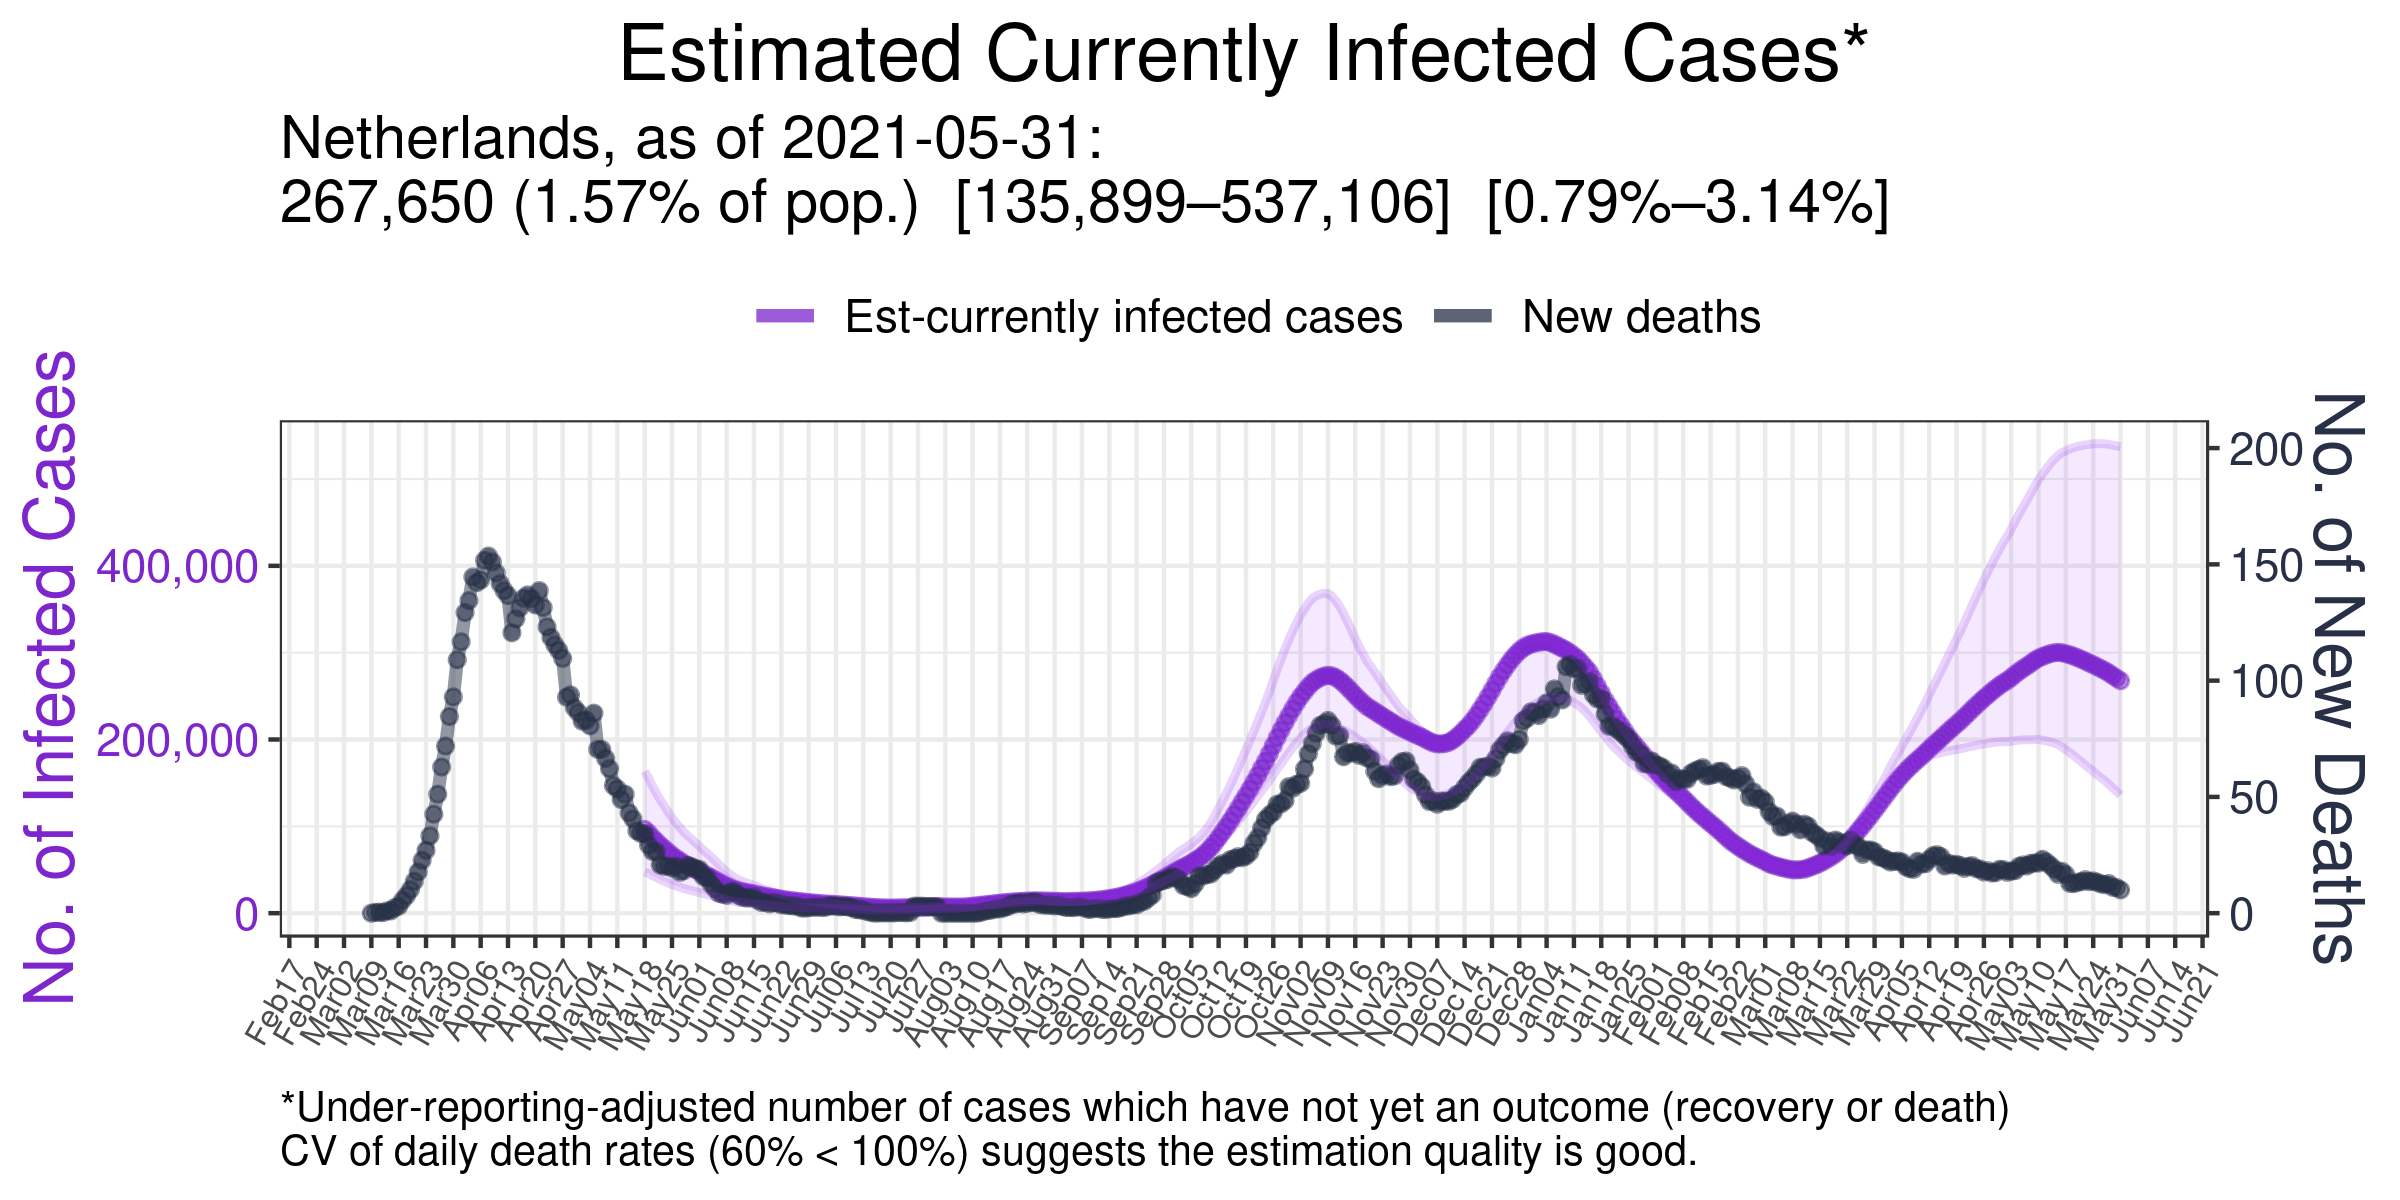 Estimated Currently Infected Cases*
Netherlands, as of 2021-05-31:
267,650 (1.57% of pop.)  [135,899–537,106]  [0.79%–3.14%]
Est-currently infected cases
New deaths
No. of Infected Cases
400,000
200,000
0
No. of New Deaths
200
150
100
50
0
Feb17
Feb24
Mar02
Mar09
Mar16
Mar23
Mar30
Apr06
Apr13
Apr20
Apr27
May04
May11
May18
May25
Jun01
Jun08
Jun15
Jun22
Jun29
Jul06
Jul13
Jul20
Jul27
Aug03
Aug10
Aug17
Aug24
Aug31
Sep07
Sep14
Sep21
Sep28
Oct05
Oct12
Oct19
Oct26
Nov02
Nov09
Nov16
Nov23
Nov30
Dec07
Dec14
Dec21
Dec28
Jan04
Jan11
Jan18
Jan25
Feb01
Feb08
Feb15
Feb22
Mar01
Mar08
Mar15
Mar22
Mar29
Apr05
Apr12
Apr19
Apr26
May03
May10
May17
May24
May31
Jun07
Jun14
Jun21
*Under-reporting-adjusted number of cases which have not yet an outcome (recovery or death)
CV of daily death rates (60% < 100%) suggests the estimation quality is good.